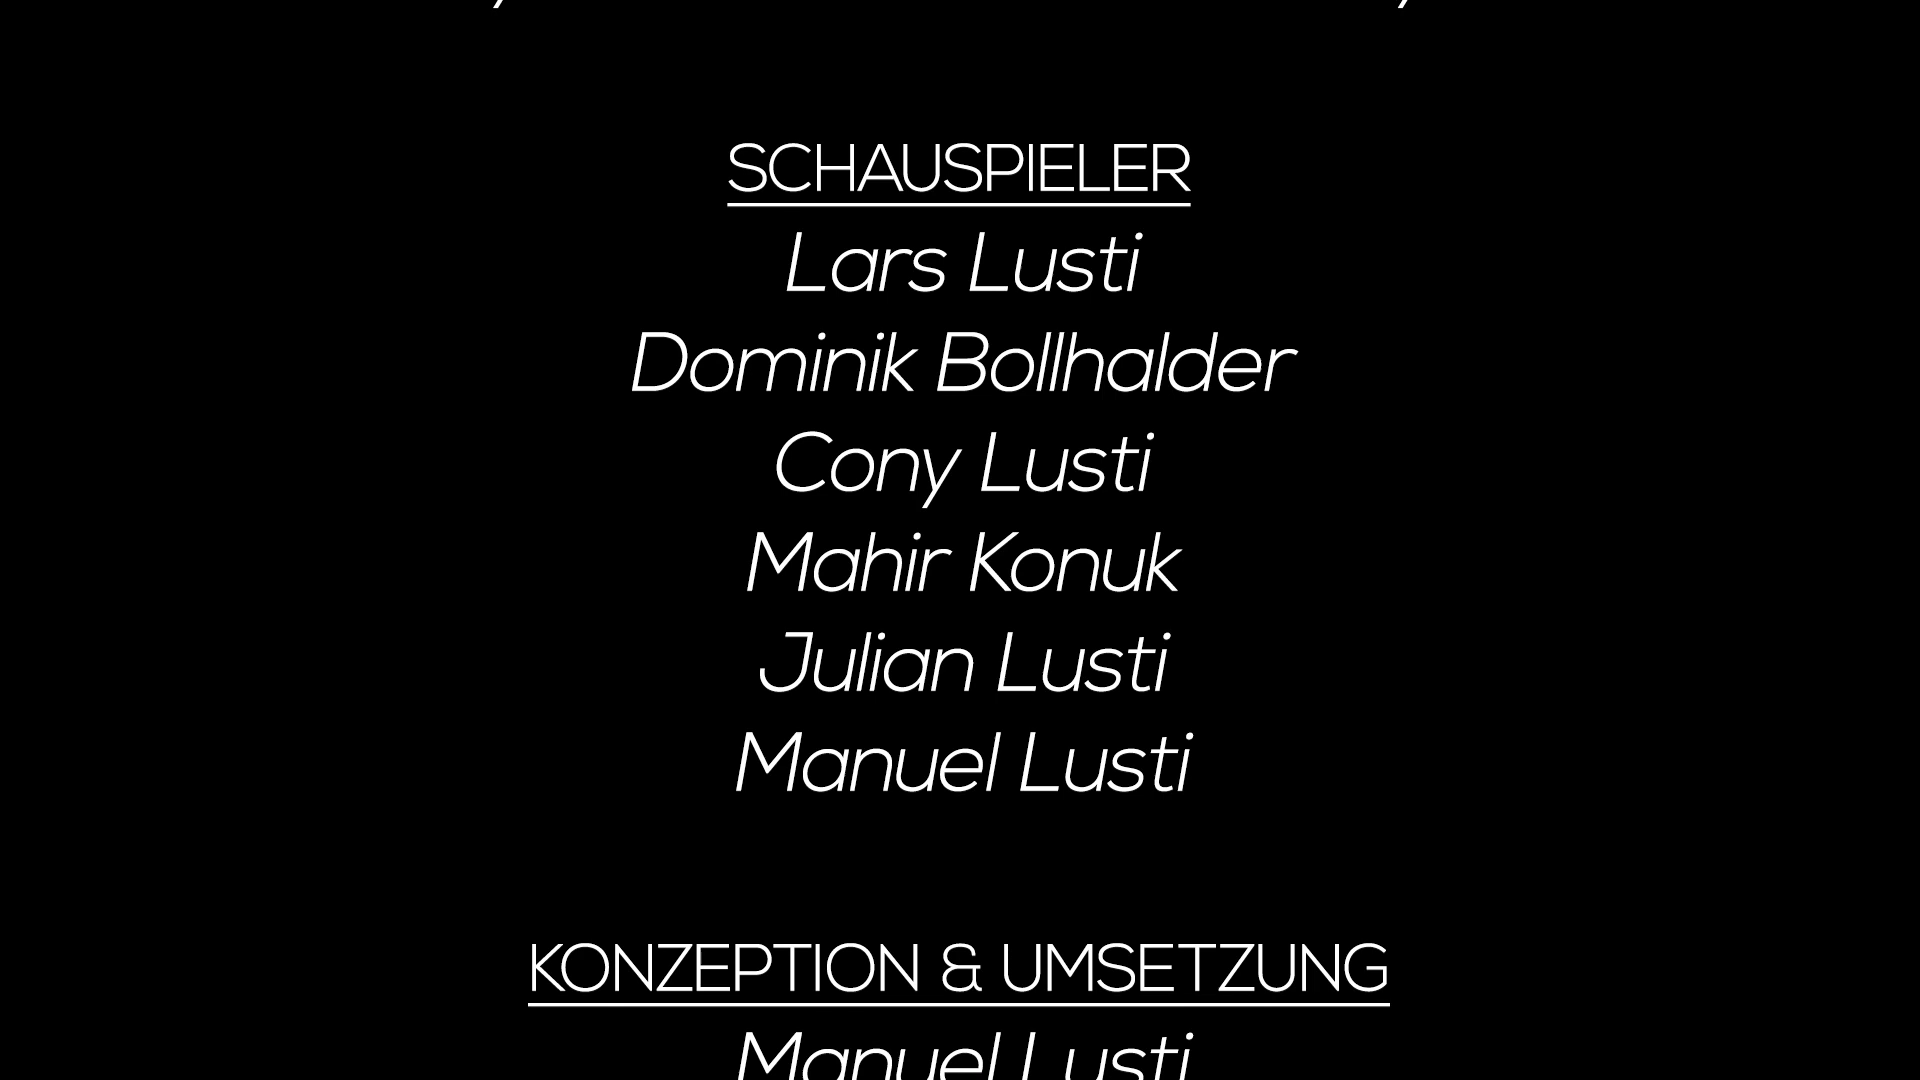 SCHAUSPIELER
Lars Lusti
Dominik Bollhalder
Cony Lusti
Mahir Konuk
Julian Lusti
Manuel Lusti
KONZEPTION & UMSETZUNG
Manuel Lusti